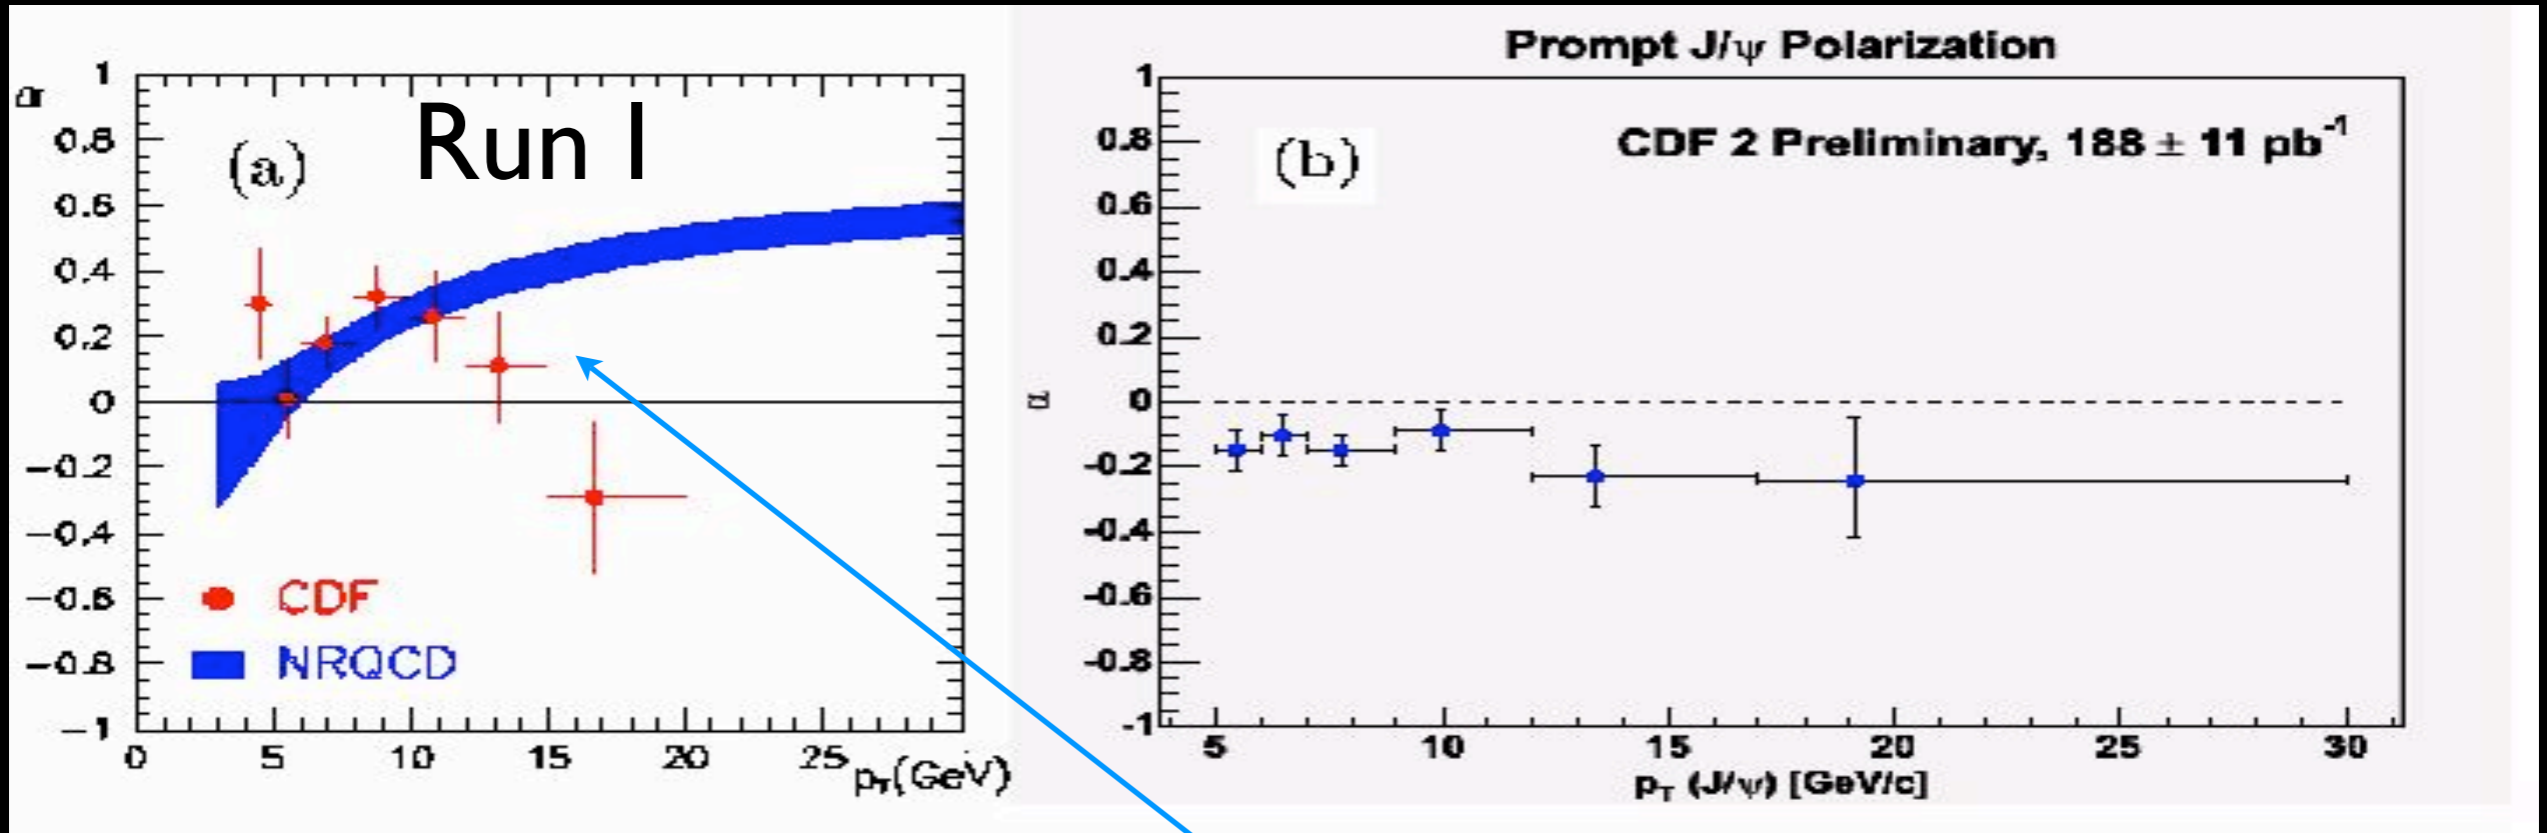 Prompt J/ψ Polarization
α
1
0.8
0.6
0.4
0.2
0
−0.2
−0.4
−0.6
−0.8
−1
(a)
Run I
CDF
NRQCD
0 5 10 15 20 25
pT(GeV)
α
1
0.8
0.6
0.4
0.2
0
-0.2
-0.4
-0.6
-0.8
-1
(b)
CDF 2 Preliminary, 188 ± 11 pb-1
5 10 15 20 25 30
pT (J/ψ) [GeV/c]